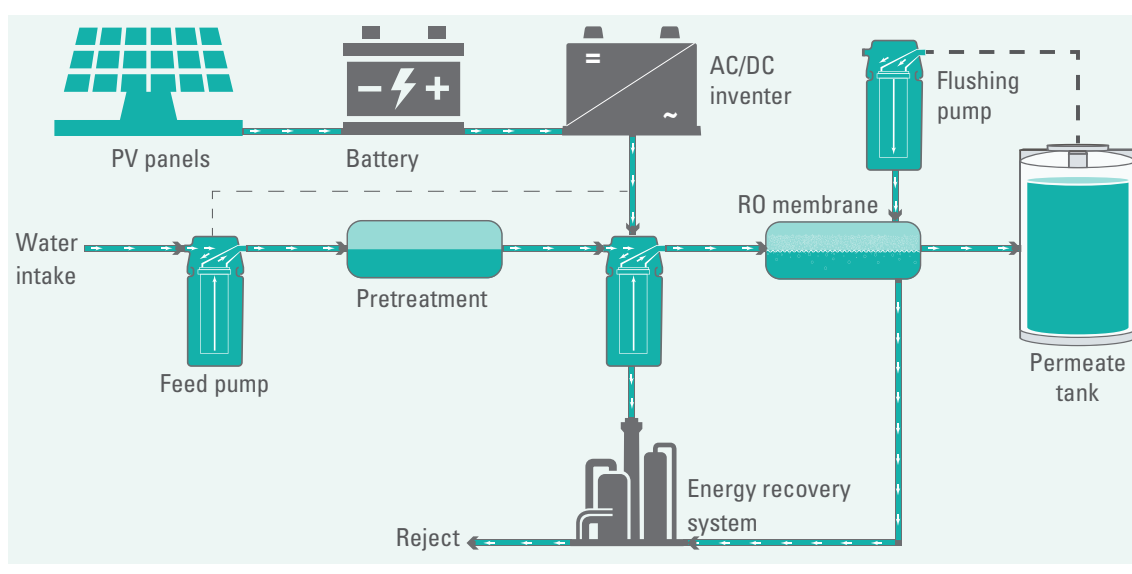 PV panels
Battery
AC/DC
inventer
Flushing
pump
Water
intake
Feed pump
Pretreatment
RO membrane
Permeate
tank
Energy recovery
system
Reject